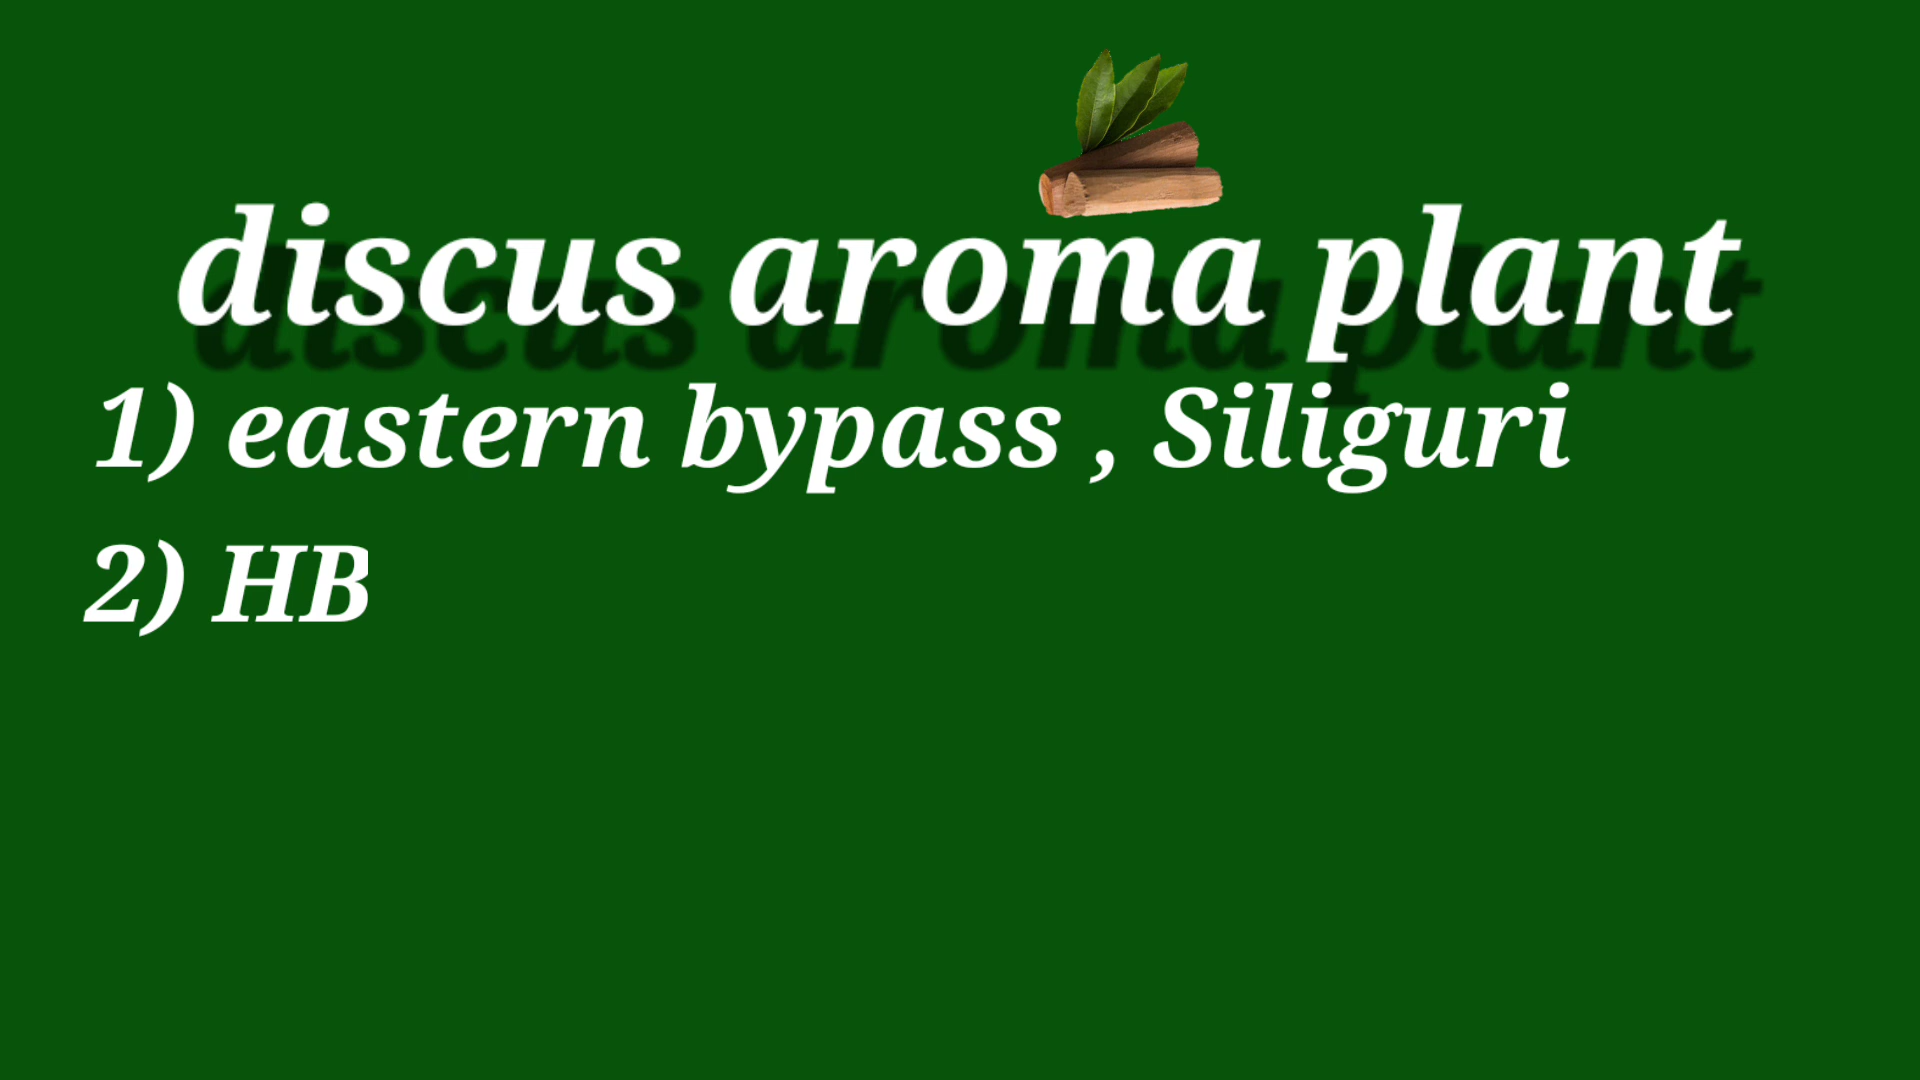 discus aroma plant
1) eastern bypass , Siliguri
2) HB